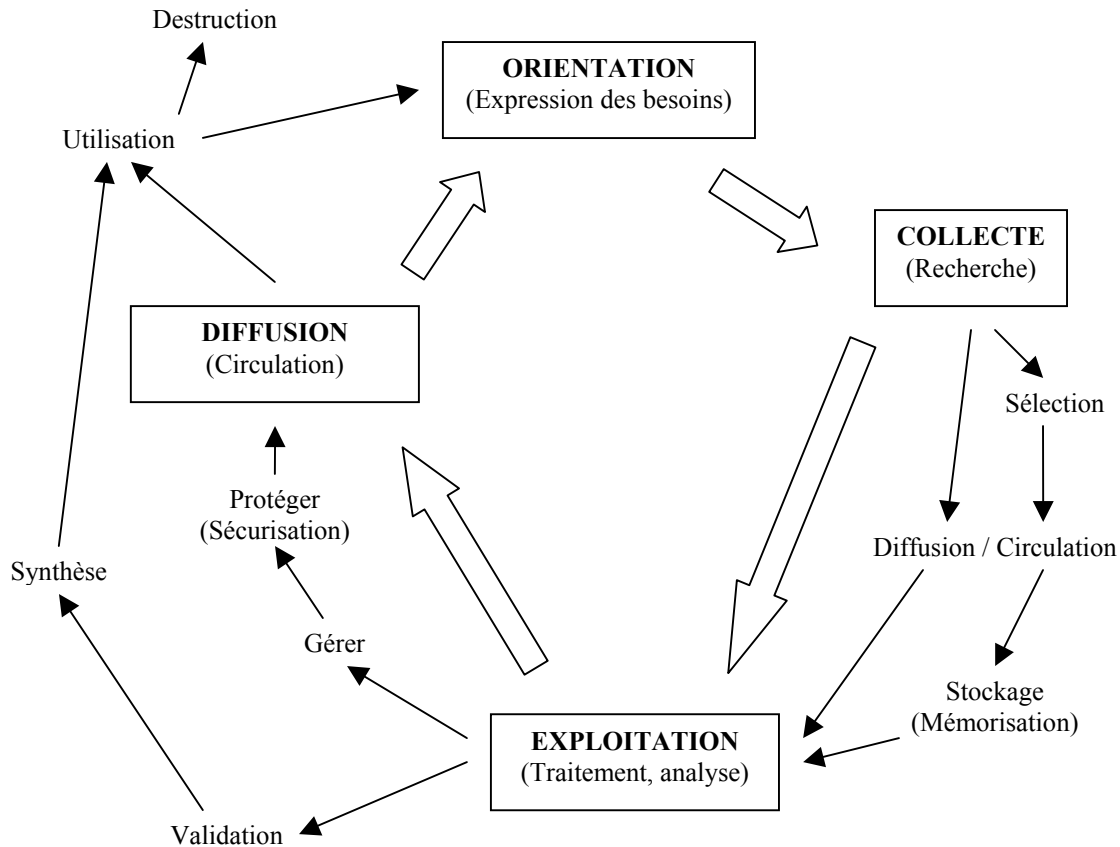 Destruction
ORIENTATION
(Expression des besoins)
Utilisation
COLLECTE
(Recherche)
DIFFUSION
(Circulation)
Sélection
Protéger
(Sécurisation)
Diffusion / Circulation
Synthèse
Gérer
Stockage
(Mémorisation)
EXPLOITATION
(Traitement, analyse)
Validation